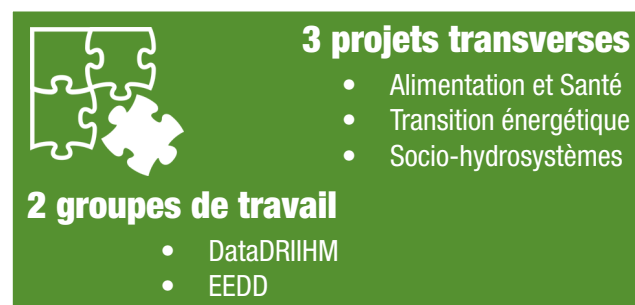 3 projets transverses
• Alimentation et Santé
• Transition énergétique
• Socio-hydrosystèmes
2 groupes de travail
• DataDRIIHM
• EEDD